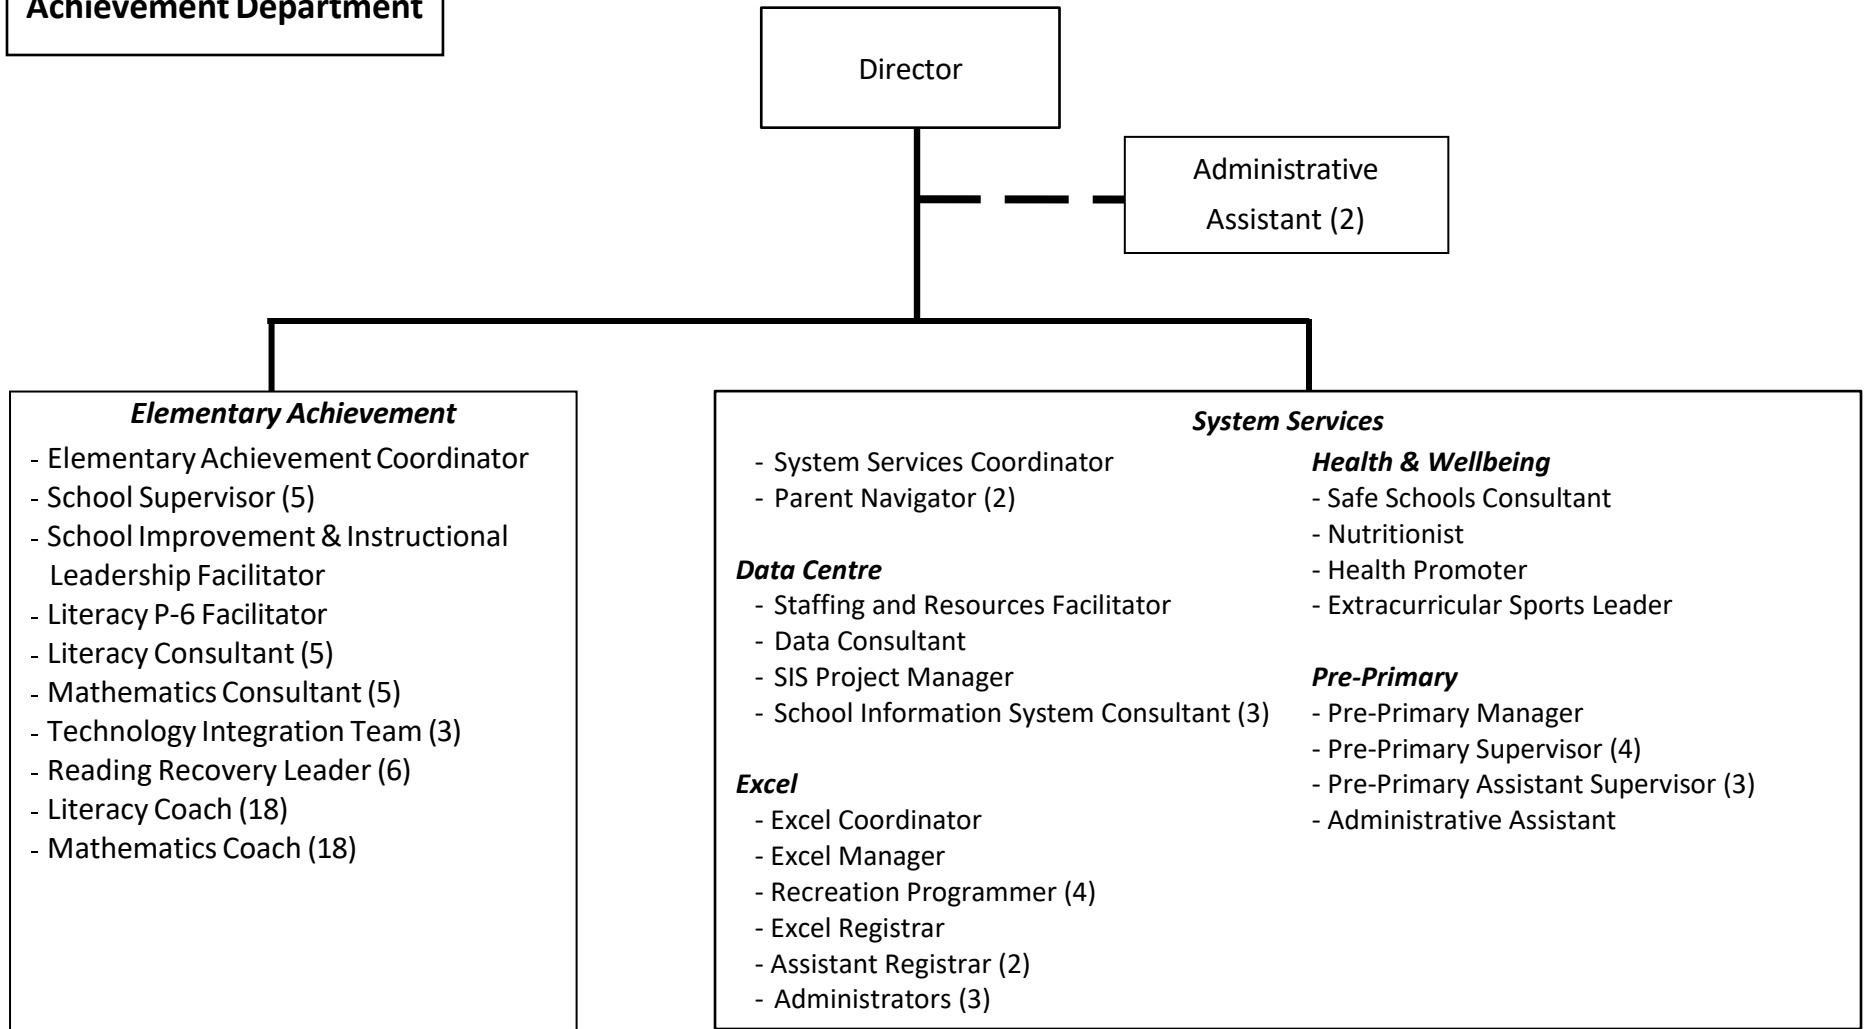 Achievement Department
Director
Administrative
Assistant (2)
Elementary Achievement
- Elementary Achievement Coordinator
- School Supervisor (5)
- School Improvement & Instructional
Leadership Facilitator
- Literacy P-6 Facilitator
- Literacy Consultant (5)
- Mathematics Consultant (5)
- Technology Integration Team (3)
- Reading Recovery Leader (6)
- Literacy Coach (18)
- Mathematics Coach (18)
System Services
- System Services Coordinator
- Parent Navigator (2)
Data Centre
- Staffing and Resources Facilitator
- Data Consultant
- SIS Project Manager
- School Information System Consultant (3)
Excel
- Excel Coordinator
- Excel Manager
- Recreation Programmer (4)
- Excel Registrar
- Assistant Registrar (2)
- Administrators (3)
Health & Wellbeing
- Safe Schools Consultant
- Nutritionist
- Health Promoter
- Extracurricular Sports Leader
Pre-Primary
- Pre-Primary Manager
- Pre-Primary Supervisor (4)
- Pre-Primary Assistant Supervisor (3)
- Administrative Assistant